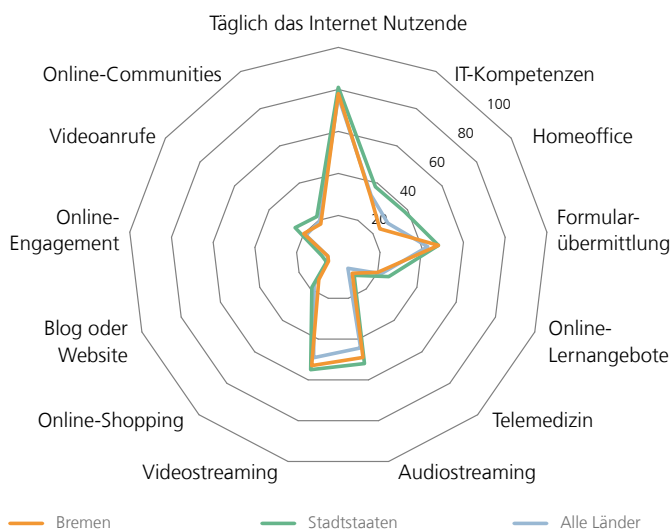 Täglich das Internet Nutzende
Online-Communities
IT-Kompetenzen
100
Videoanrufe
80
Homeoffice
60
40
20
Online-
Engagement
Formular-
übermittlung
Blog oder
Website
Online-
Lernangebote
Online-Shopping
Telemedizin
Videostreaming
Audiostreaming
Bremen
Stadtstaaten
Alle Länder